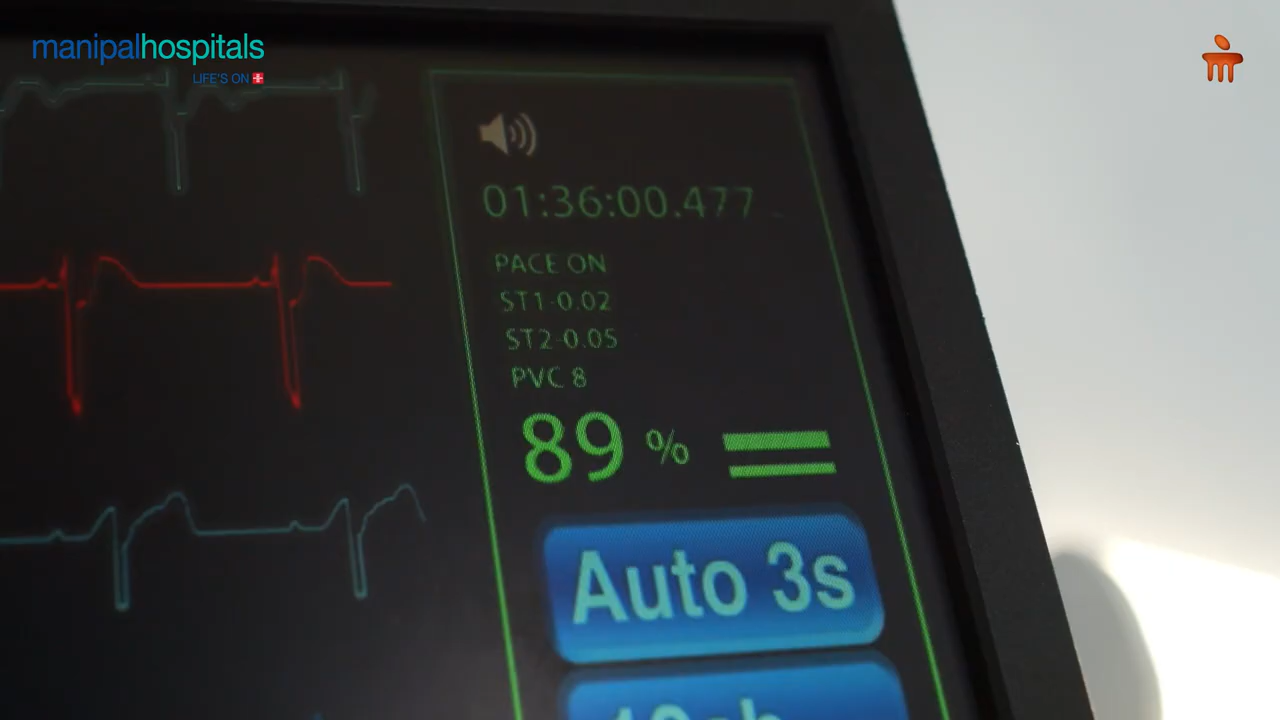 manipalhospitals
LIFE'S ON
01:36:00.477
PACE ON
ST1-0.02
ST2-0.05
PVC 8
89 %
Auto 3s